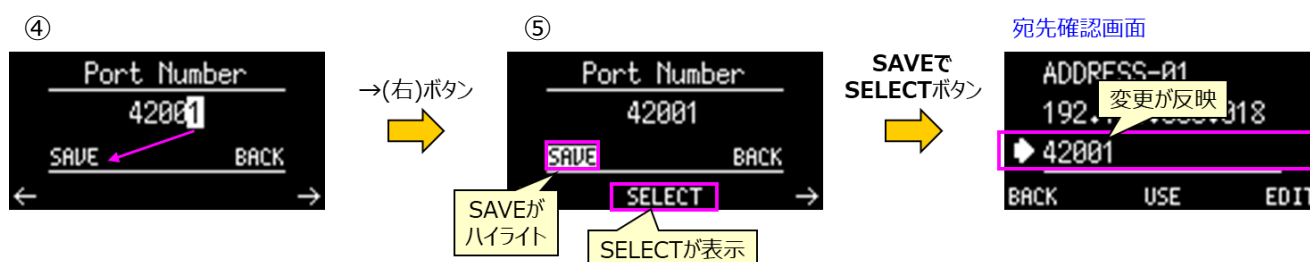 ④
Port Number
42001
SAVE BACK
← →
→(右)ボタン
⑤
Port Number
42001
SAVE BACK
SELECT →
SAVEが
ハイライト
SELECTが表示
SAVEで
SELECTボタン
宛先確認画面
ADDRESS-01
192. .018
変更が反映
42001
BACK USE EDIT